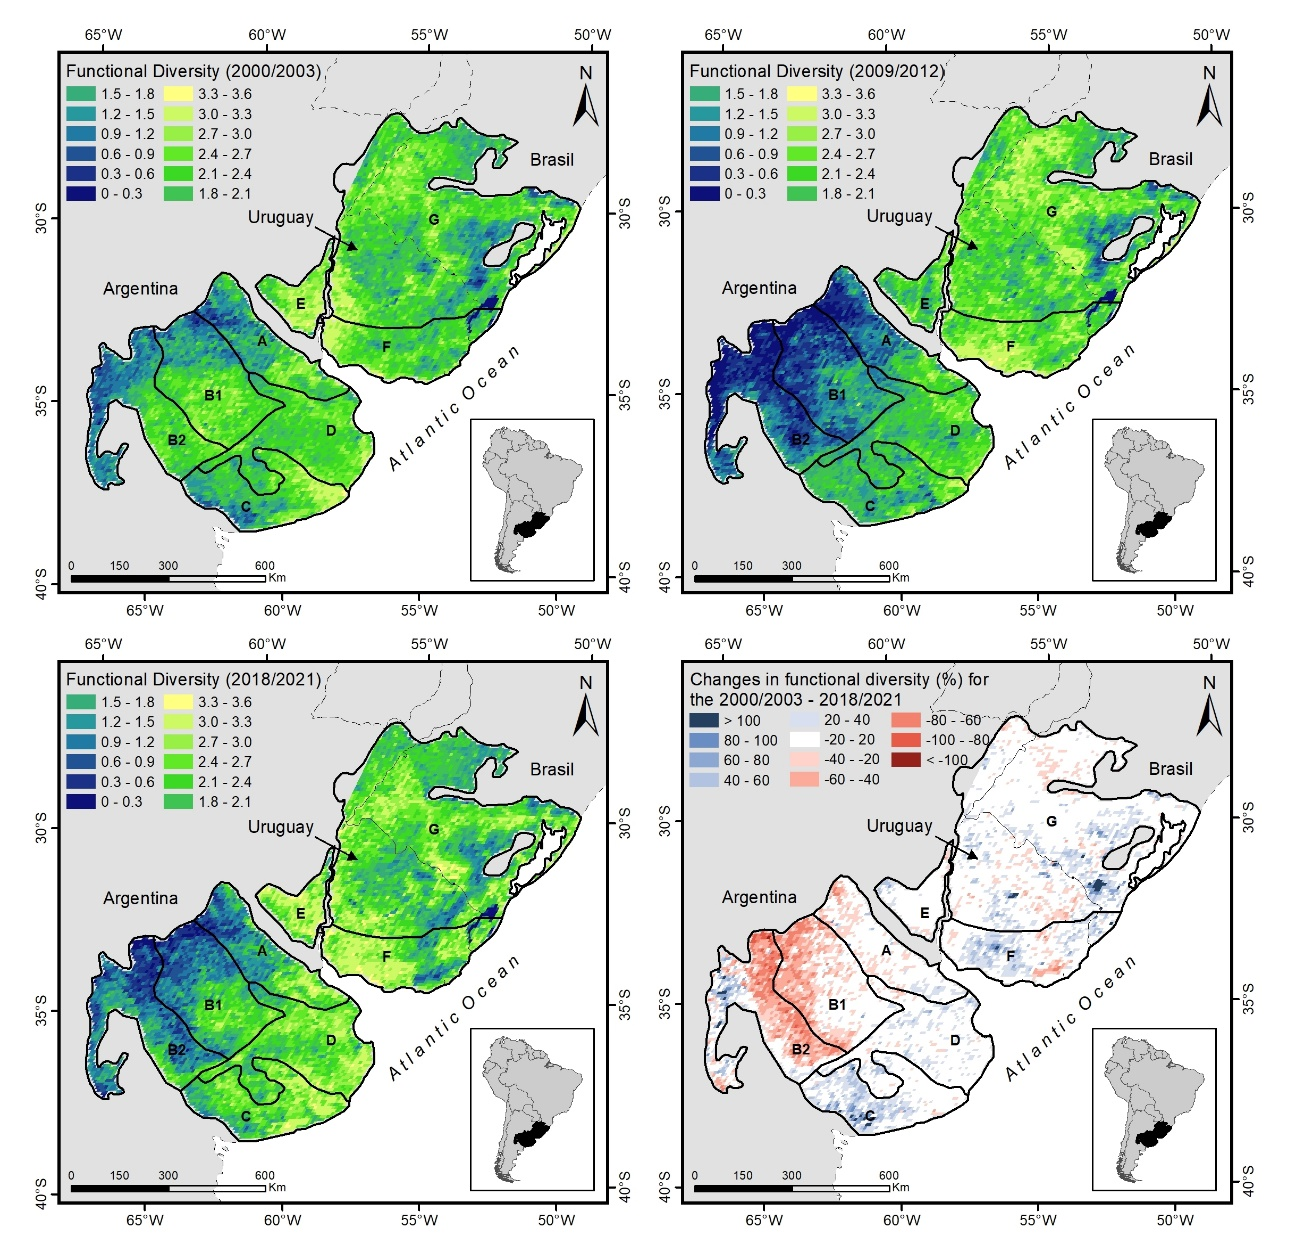 65°W 60°W 55°W 50°W
Functional Diversity (2000/2003)
1.5 - 1.8 3.3 - 3.6
1.2 - 1.5 3.0 - 3.3
0.9 - 1.2 2.7 - 3.0
0.6 - 0.9 2.4 - 2.7
0.3 - 0.6 2.1 - 2.4
0 - 0.3 1.8 - 2.1
N
Brasil
Uruguay
Argentina
G
E
A
F
B1
B2
D
C
Atlantic Ocean
30°S
35°S
40°S
0 150 300 600
Km
65°W 60°W 55°W 50°W
65°W 60°W 55°W 50°W
Functional Diversity (2009/2012)
1.5 - 1.8 3.3 - 3.6
1.2 - 1.5 3.0 - 3.3
0.9 - 1.2 2.7 - 3.0
0.6 - 0.9 2.4 - 2.7
0.3 - 0.6 2.1 - 2.4
0 - 0.3 1.8 - 2.1
N
Brasil
Uruguay
Argentina
G
E
A
F
B1
B2
D
C
Atlantic Ocean
30°S 30°S
35°S 35°S
40°S 40°S
0 150 300 600
Km
65°W 60°W 55°W 50°W
65°W 60°W 55°W 50°W
Functional Diversity (2018/2021)
1.5 - 1.8 3.3 - 3.6
1.2 - 1.5 3.0 - 3.3
0.9 - 1.2 2.7 - 3.0
0.6 - 0.9 2.4 - 2.7
0.3 - 0.6 2.1 - 2.4
0 - 0.3 1.8 - 2.1
N
Brasil
Uruguay
Argentina
G
E
A
F
B1
B2
D
C
Atlantic Ocean
30°S
35°S
40°S
0 150 300 600
Km
65°W 60°W 55°W 50°W
65°W 60°W 55°W 50°W
Changes in functional diversity (%) for
the 2000/2003 - 2018/2021
> 100 20 - 40 -80 - -60
80 - 100 -20 - 20 -100 - -80
60 - 80 -40 - -20 < -100
40 - 60 -60 - -40
N
Brasil
Uruguay
Argentina
G
E
A
F
B1
B2
D
C
Atlantic Ocean
30°S 30°S
35°S 35°S
40°S 40°S
0 150 300 600
Km
65°W 60°W 55°W 50°W